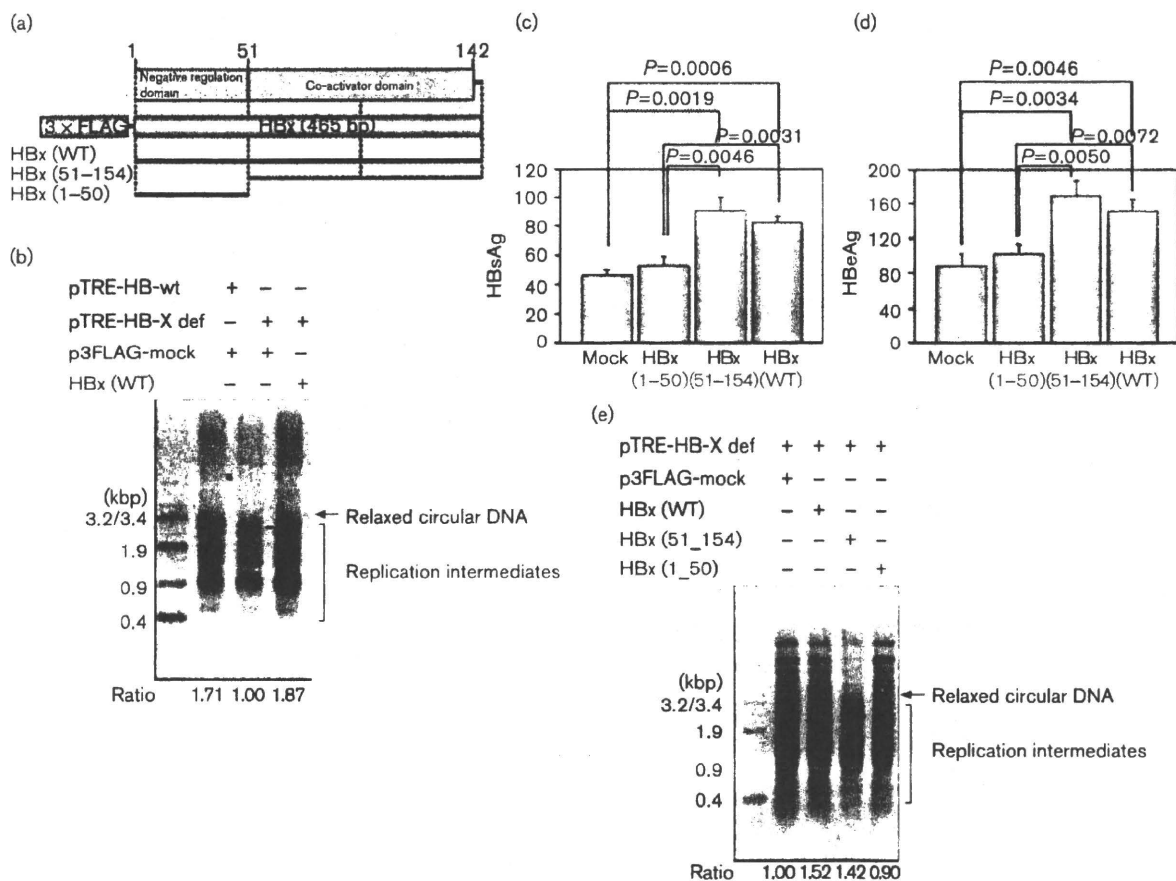 (a)
1 51 142
Negative regulation domain
Co-activator domain
3 × FLAG
HBx (465 bp)
HBx (WT)
HBx (51–154)
HBx (1–50)
(b)
pTRE-HB-wt + – –
pTRE-HB-X def – + +
p3FLAG-mock + + –
HBx (WT) – – +
(kbp)
3.2/3.4
1.9
0.9
0.4
Relaxed circular DNA
Replication intermediates
Ratio 1.71 1.00 1.87
(c)
P=0.0006
P=0.0019
P=0.0031
P=0.0046
120
100
80
60
40
20
0
HBsAg
Mock HBx HBx HBx
(1–50)(51–154)(WT)
(d)
P=0.0046
P=0.0034
P=0.0072
P=0.0050
200
160
120
80
40
0
HBeAg
Mock HBx HBx HBx
(1–50)(51–154)(WT)
(e)
pTRE-HB-X def + + + +
p3FLAG-mock + – – –
HBx (WT) – + – –
HBx (51_154) – – + –
HBx (1_50) – – – +
(kbp)
3.2/3.4
1.9
0.9
0.4
Relaxed circular DNA
Replication intermediates
Ratio 1.00 1.52 1.42 0.90